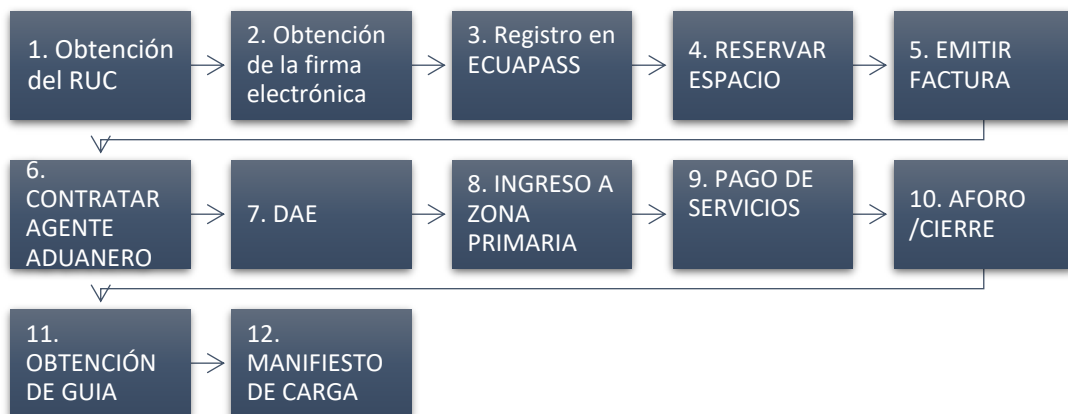 1. Obtención
del RUC
2. Obtención
de la firma
electrónica
3. Registro en
ECUAPASS
4. RESERVAR
ESPACIO
5. EMITIR
FACTURA
6.
CONTRATAR
AGENTE
ADUANERO
7. DAE
8. INGRESO A
ZONA
PRIMARIA
9. PAGO DE
SERVICIOS
10. AFORO
/CIERRE
11.
OBTENCIÓN
DE GUIA
12.
MANIFIESTO
DE CARGA